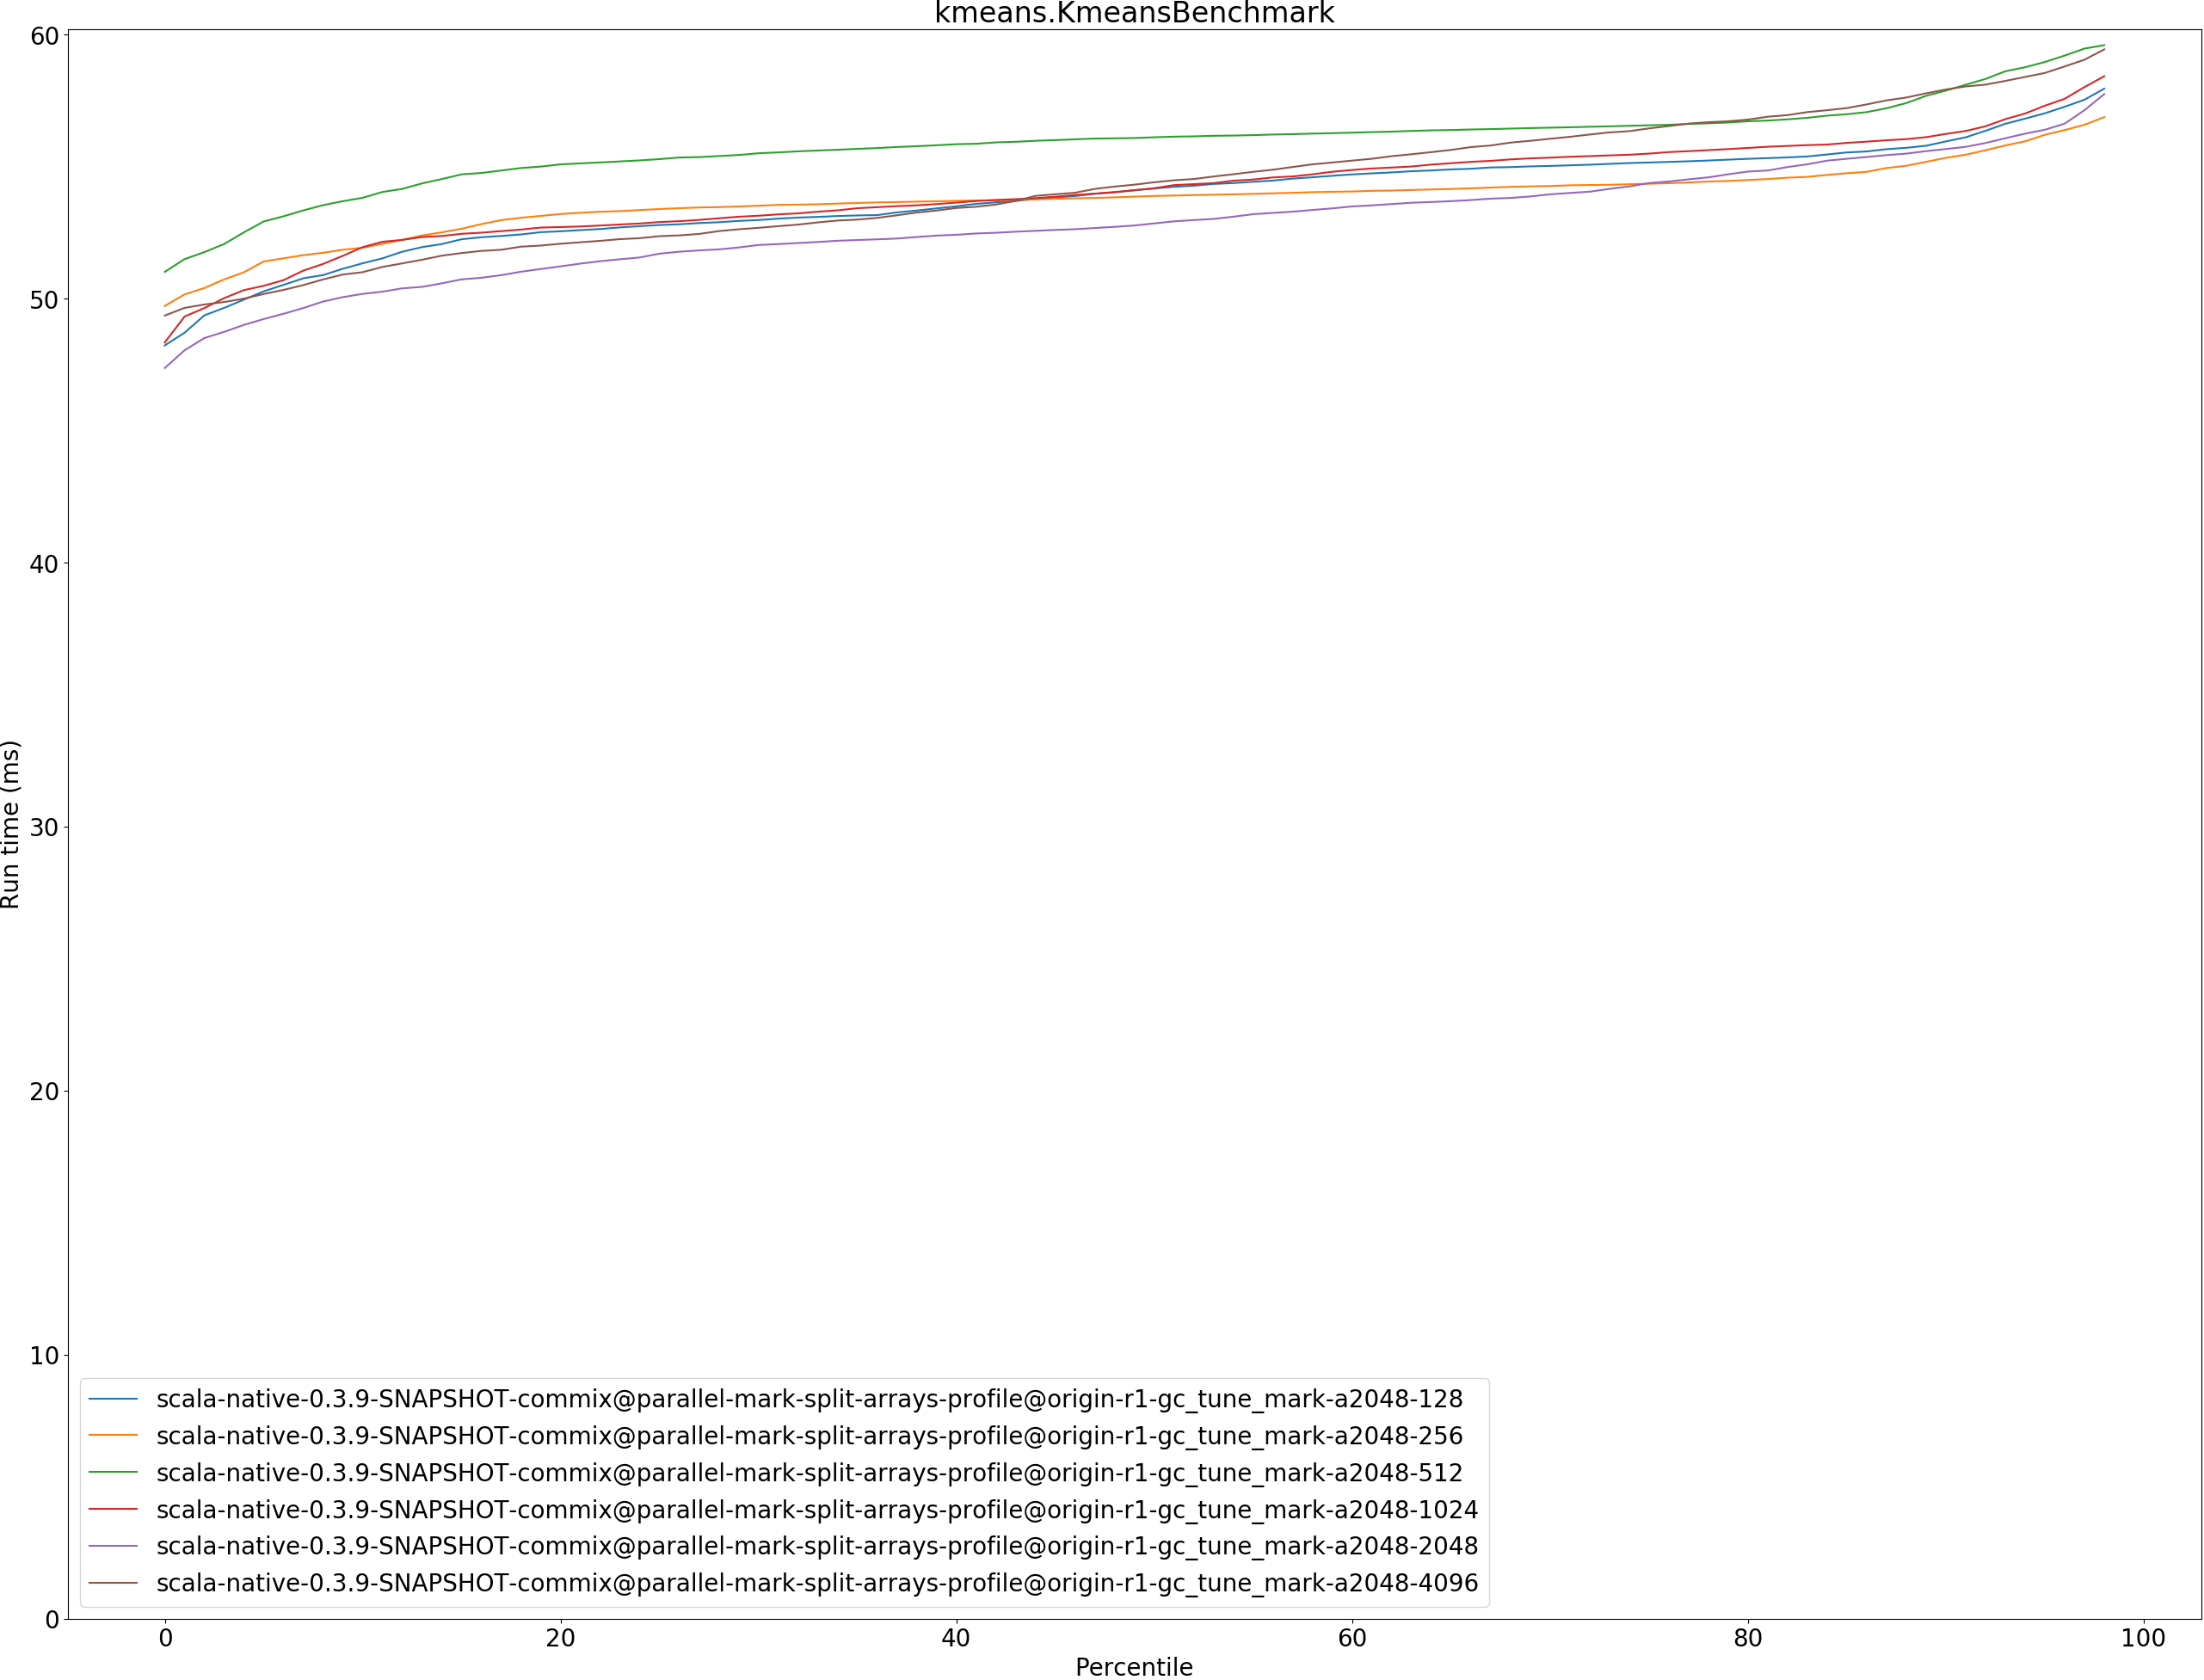 kmeans.KmeansBenchmark
60
50
40
30
20
10
0
Run time (ms)
scala-native-0.3.9-SNAPSHOT-commix@parallel-mark-split-arrays-profile@origin-r1-gc_tune_mark-a2048-128
scala-native-0.3.9-SNAPSHOT-commix@parallel-mark-split-arrays-profile@origin-r1-gc_tune_mark-a2048-256
scala-native-0.3.9-SNAPSHOT-commix@parallel-mark-split-arrays-profile@origin-r1-gc_tune_mark-a2048-512
scala-native-0.3.9-SNAPSHOT-commix@parallel-mark-split-arrays-profile@origin-r1-gc_tune_mark-a2048-1024
scala-native-0.3.9-SNAPSHOT-commix@parallel-mark-split-arrays-profile@origin-r1-gc_tune_mark-a2048-2048
scala-native-0.3.9-SNAPSHOT-commix@parallel-mark-split-arrays-profile@origin-r1-gc_tune_mark-a2048-4096
0 20 40 60 80 100
Percentile